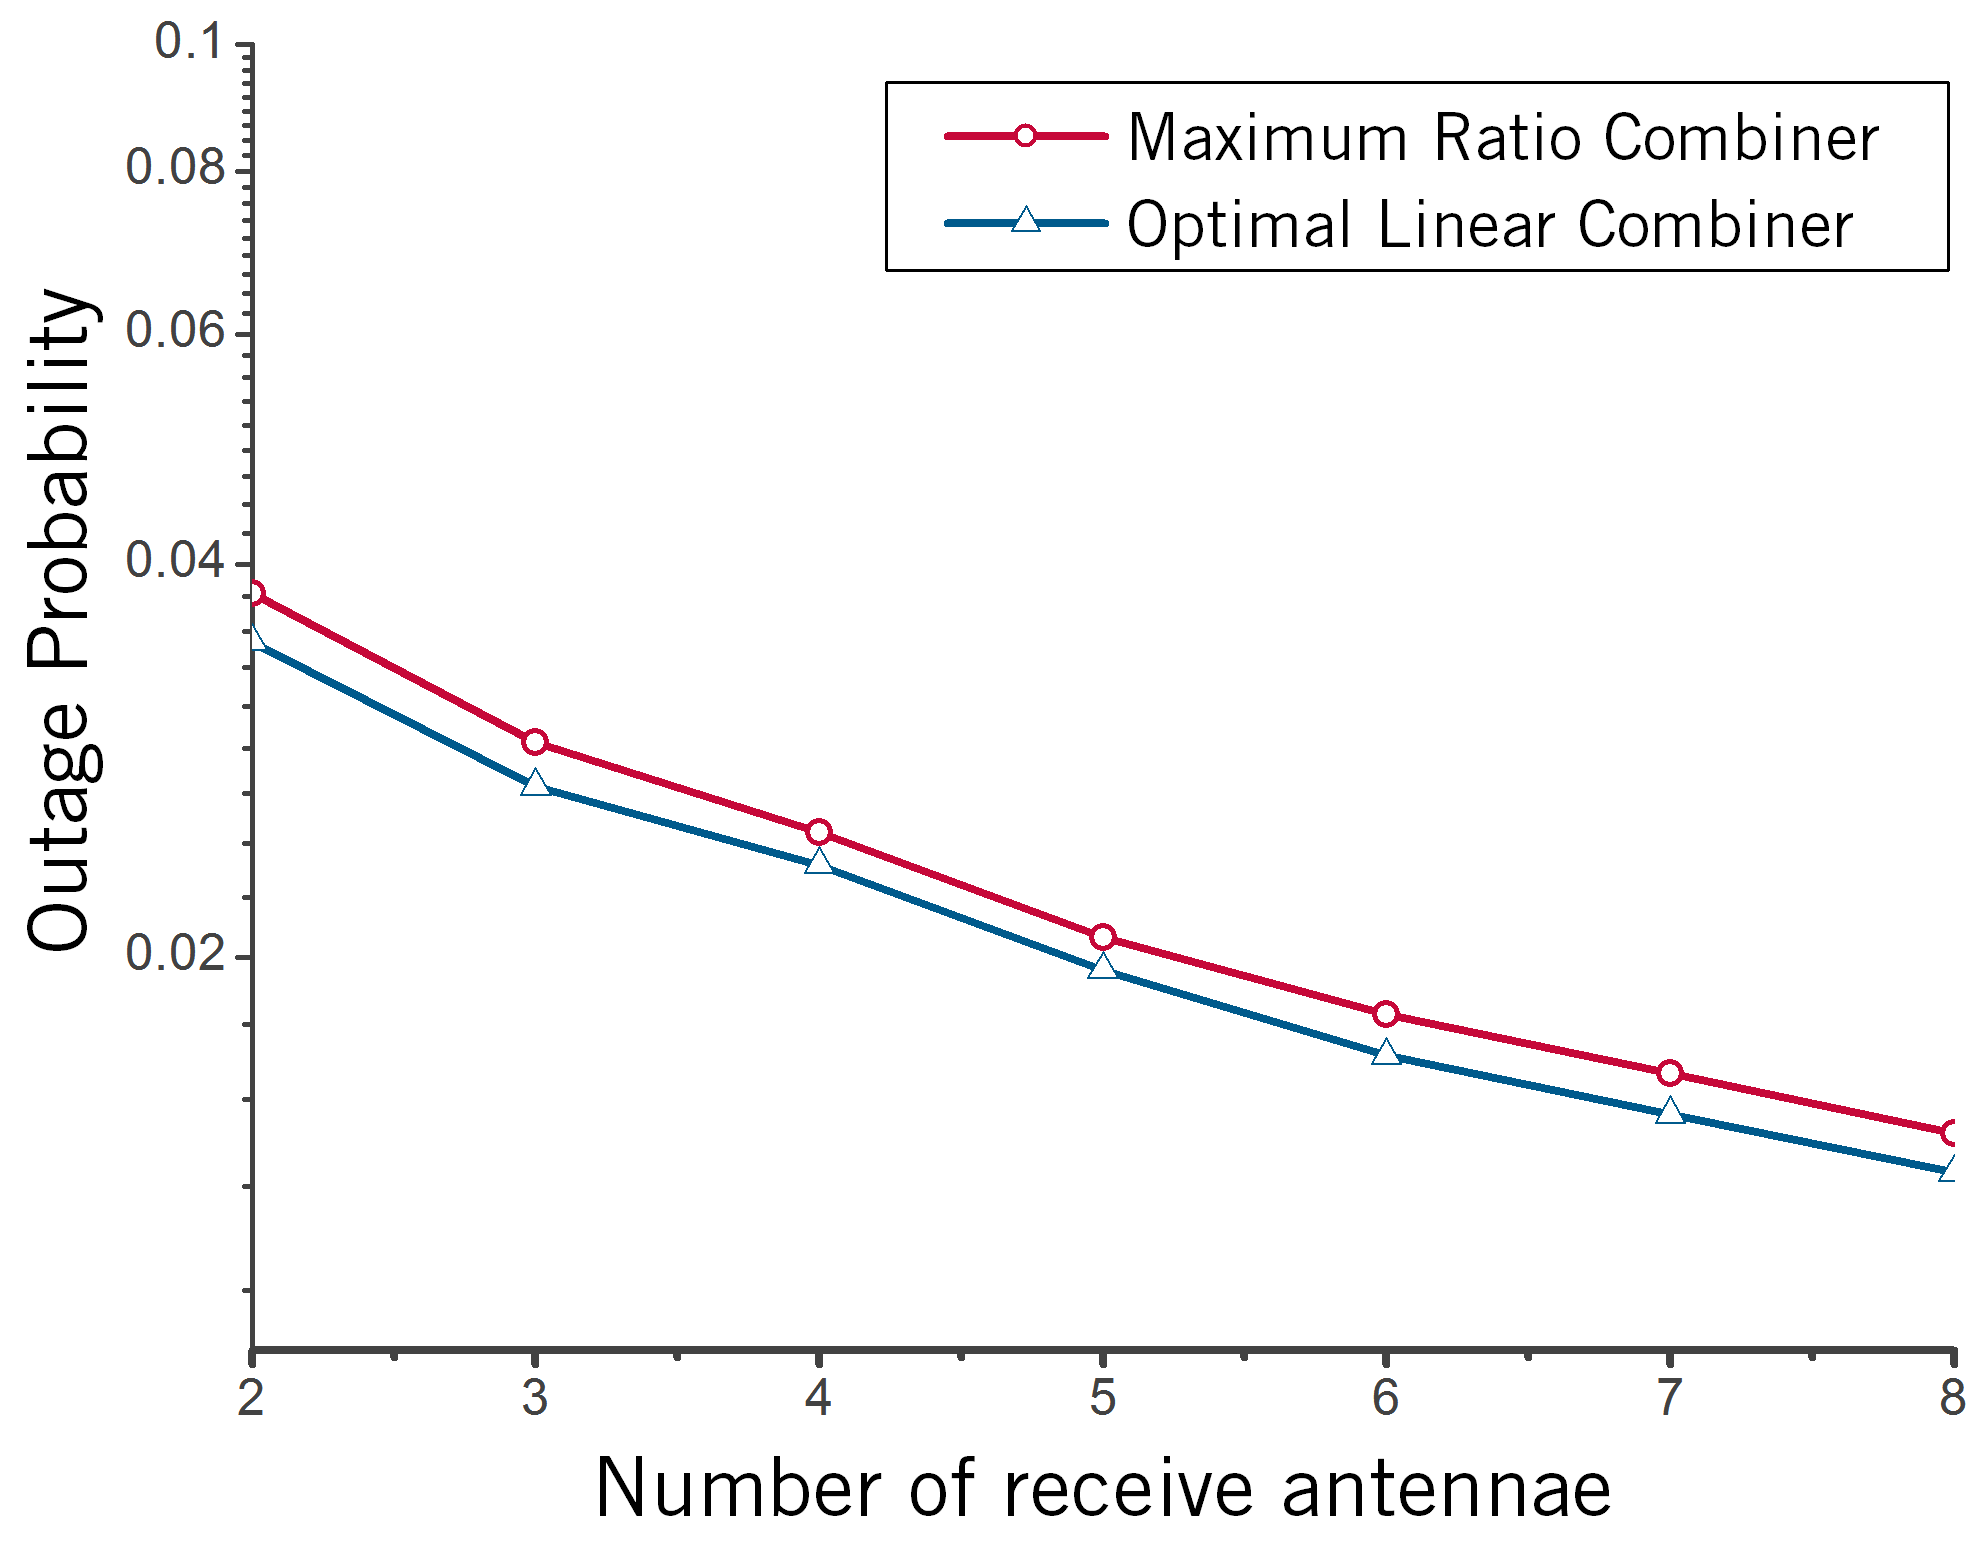 0.1
0.08
0.06
0.04
0.02
Outage Probability
Maximum Ratio Combiner
Optimal Linear Combiner
2 3 4 5 6 7 8
Number of receive antennae